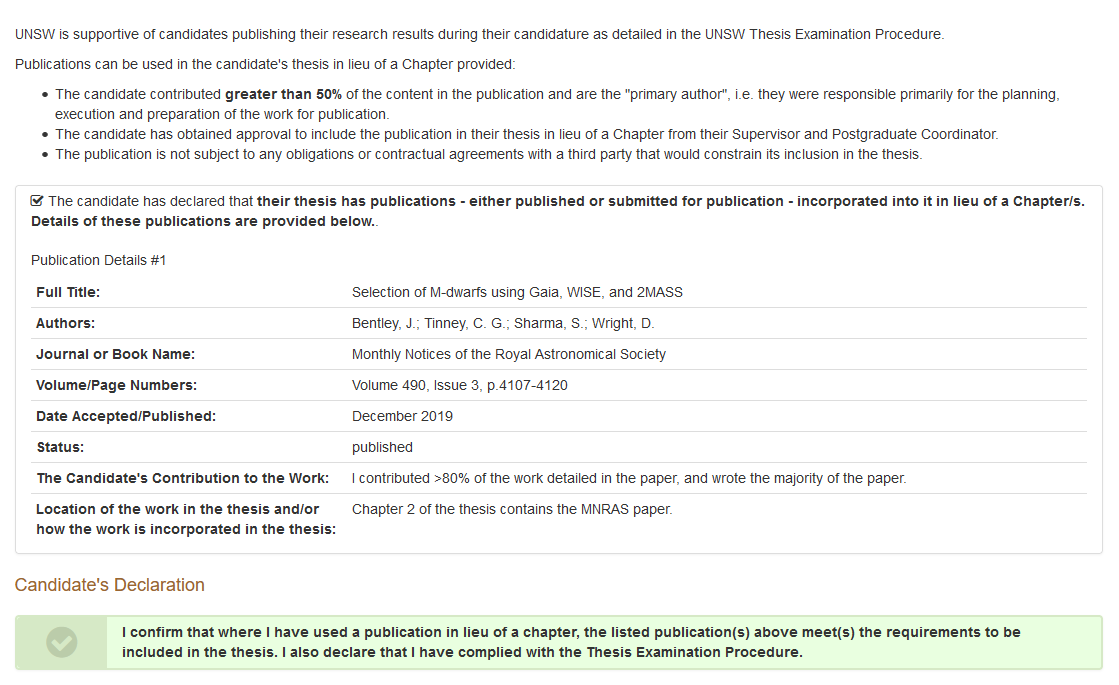 UNSW is supportive of candidates publishing their research results during their candidature as detailed in the UNSW Thesis Examination Procedure.
Publications can be used in the candidate's thesis in lieu of a Chapter provided:
• The candidate contributed greater than 50% of the content in the publication and are the "primary author", i.e. they were responsible primarily for the planning,
execution and preparation of the work for publication.
• The candidate has obtained approval to include the publication in their thesis in lieu of a Chapter from their Supervisor and Postgraduate Coordinator.
• The publication is not subject to any obligations or contractual agreements with a third party that would constrain its inclusion in the thesis.
☑ The candidate has declared that their thesis has publications - either published or submitted for publication - incorporated into it in lieu of a Chapter/s.
Details of these publications are provided below..
Publication Details #1
Full Title: Selection of M-dwarfs using Gaia, WISE, and 2MASS
Authors: Bentley, J.; Tinney, C. G.; Sharma, S.; Wright, D.
Journal or Book Name: Monthly Notices of the Royal Astronomical Society
Volume/Page Numbers: Volume 490, Issue 3, p.4107-4120
Date Accepted/Published: December 2019
Status: published
The Candidate's Contribution to the Work: I contributed >80% of the work detailed in the paper, and wrote the majority of the paper.
Location of the work in the thesis and/or Chapter 2 of the thesis contains the MNRAS paper.
how the work is incorporated in the thesis:
Candidate's Declaration
I confirm that where I have used a publication in lieu of a chapter, the listed publication(s) above meet(s) the requirements to be
included in the thesis. I also declare that I have complied with the Thesis Examination Procedure.